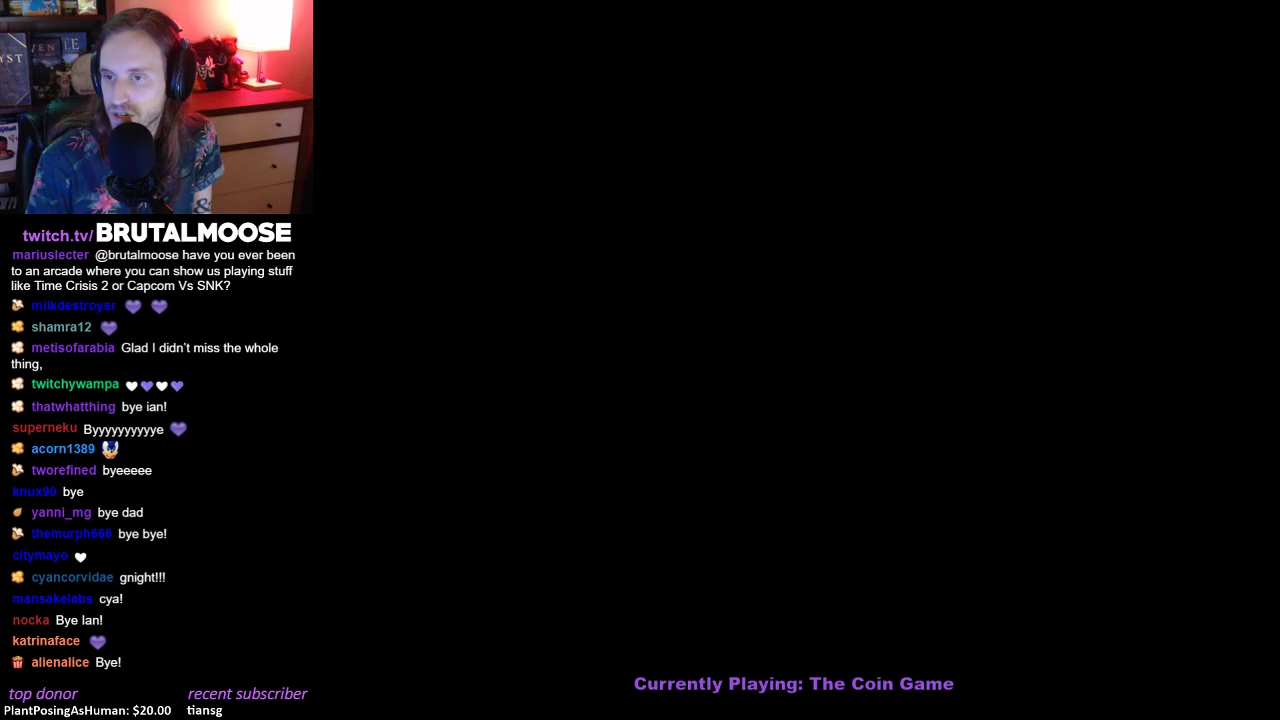 YST
twitch.tv/BRUTALMOOSE
mariuslecter @brutalmoose have you ever been
to an arcade where you can show us playing stuff
like Time Crisis 2 or Capcom Vs SNK?
milkdestroyer
shamra12
metisofarabia Glad I didn't miss the whole
thing,
twitchywampa
thatwhatthing bye ian!
superneku Byyyyyyyyyye
acorn1389
tworefined byeeeee
knux90 bye
yanni_mg bye dad
themurph666 bye bye!
citymayo
cyancorvidae gnight!!!
mansakelabs cya!
nocka Bye Ian!
katrinaface
alienalice Bye!
top donor recent subscriber
PlantPosingAsHuman: $20.00 tiansg
Currently Playing: The Coin Game